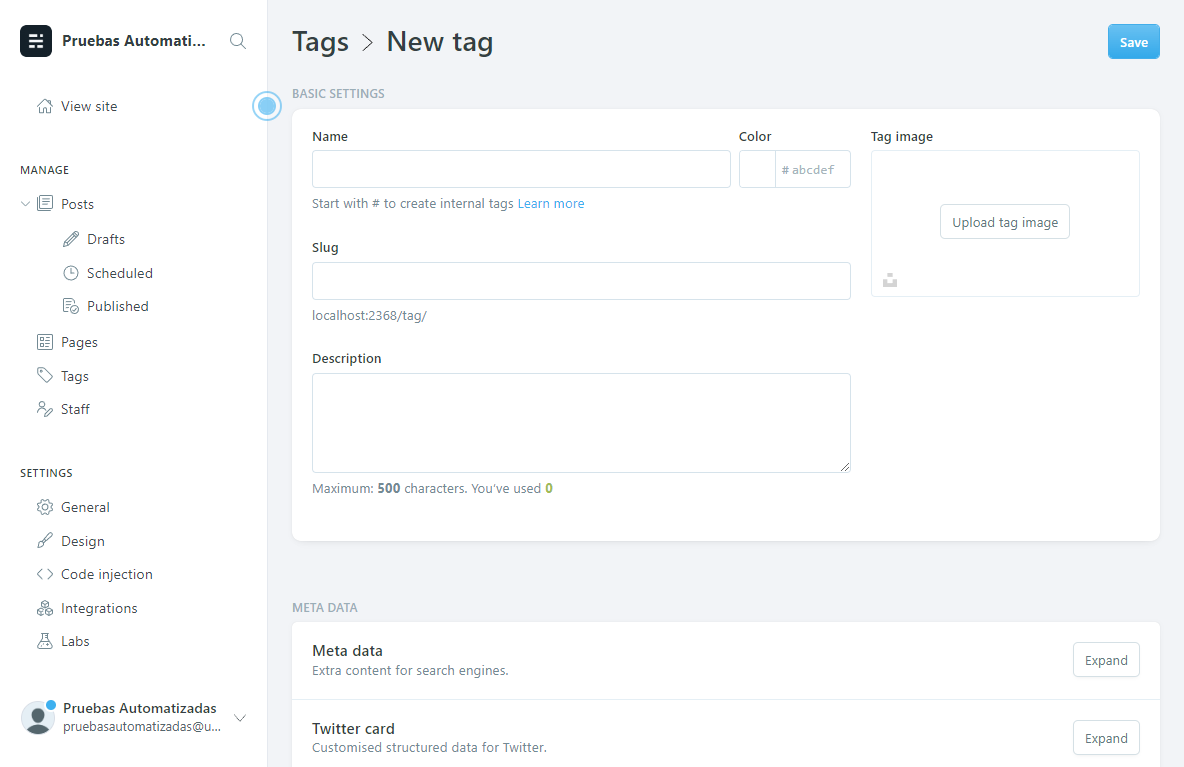 Pruebas Automati...
View site
MANAGE
Posts
Drafts
Scheduled
Published
Pages
Tags
Staff
SETTINGS
General
Design
Code injection
Integrations
Labs
Pruebas Automatizadas
pruebasautomatizadas@u...
Tags > New tag
Save
BASIC SETTINGS
Name
Start with # to create internal tags Learn more
Color
# abcdef
Slug
localhost:2368/tag/
Description
Maximum: 500 characters. You've used 0
Tag image
Upload tag image
META DATA
Meta data
Extra content for search engines.
Expand
Twitter card
Customised structured data for Twitter.
Expand